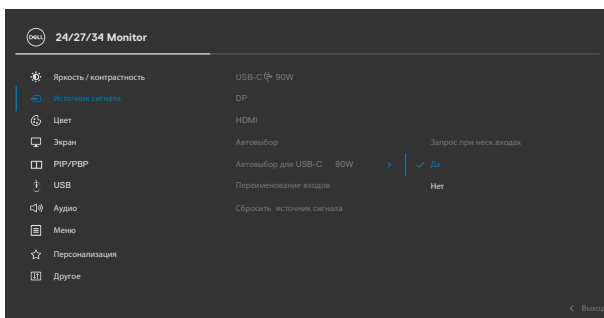 DELL 24/27/34 Monitor
Яркость / контрастность
Источник сигнала
Цвет
Экран
PIP/PBP
USB
Аудио
Меню
Персонализация
Другое
USB-C 90W
DP
HDMI
Автовыбор
Автовыбор для USB-C 90W
Переименование входов
Сбросить источник сигнала
Запрос при неск.входах
Да
Нет
Выход